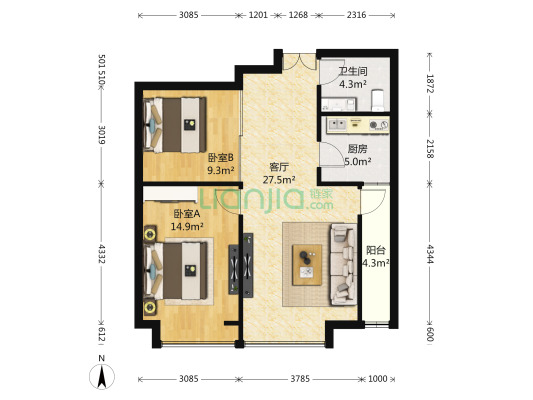 3085 1201 1268 2316
501 510
3019
4332
612
1872
2158
4344
600
卫生间
4.3m²
厨房
5.0m²
卧室B
9.3m²
客厅
27.5m²
Lianjia 链家
.com
卧室A
14.9m²
阳台
4.3m²
N
3085 3785 1000